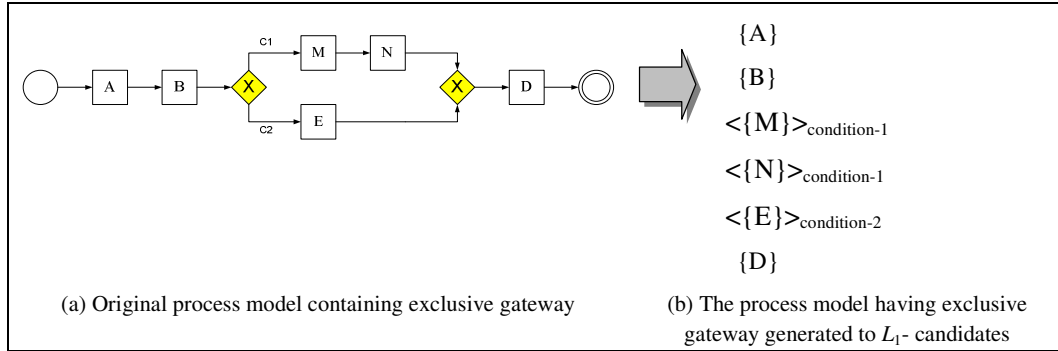 C1
M
N
A
B
X
X
D
C2
E
{A}
{B}
<{M}>condition-1
<{N}>condition-1
<{E}>condition-2
{D}
(a) Original process model containing exclusive gateway
(b) The process model having exclusive
gateway generated to L1- candidates